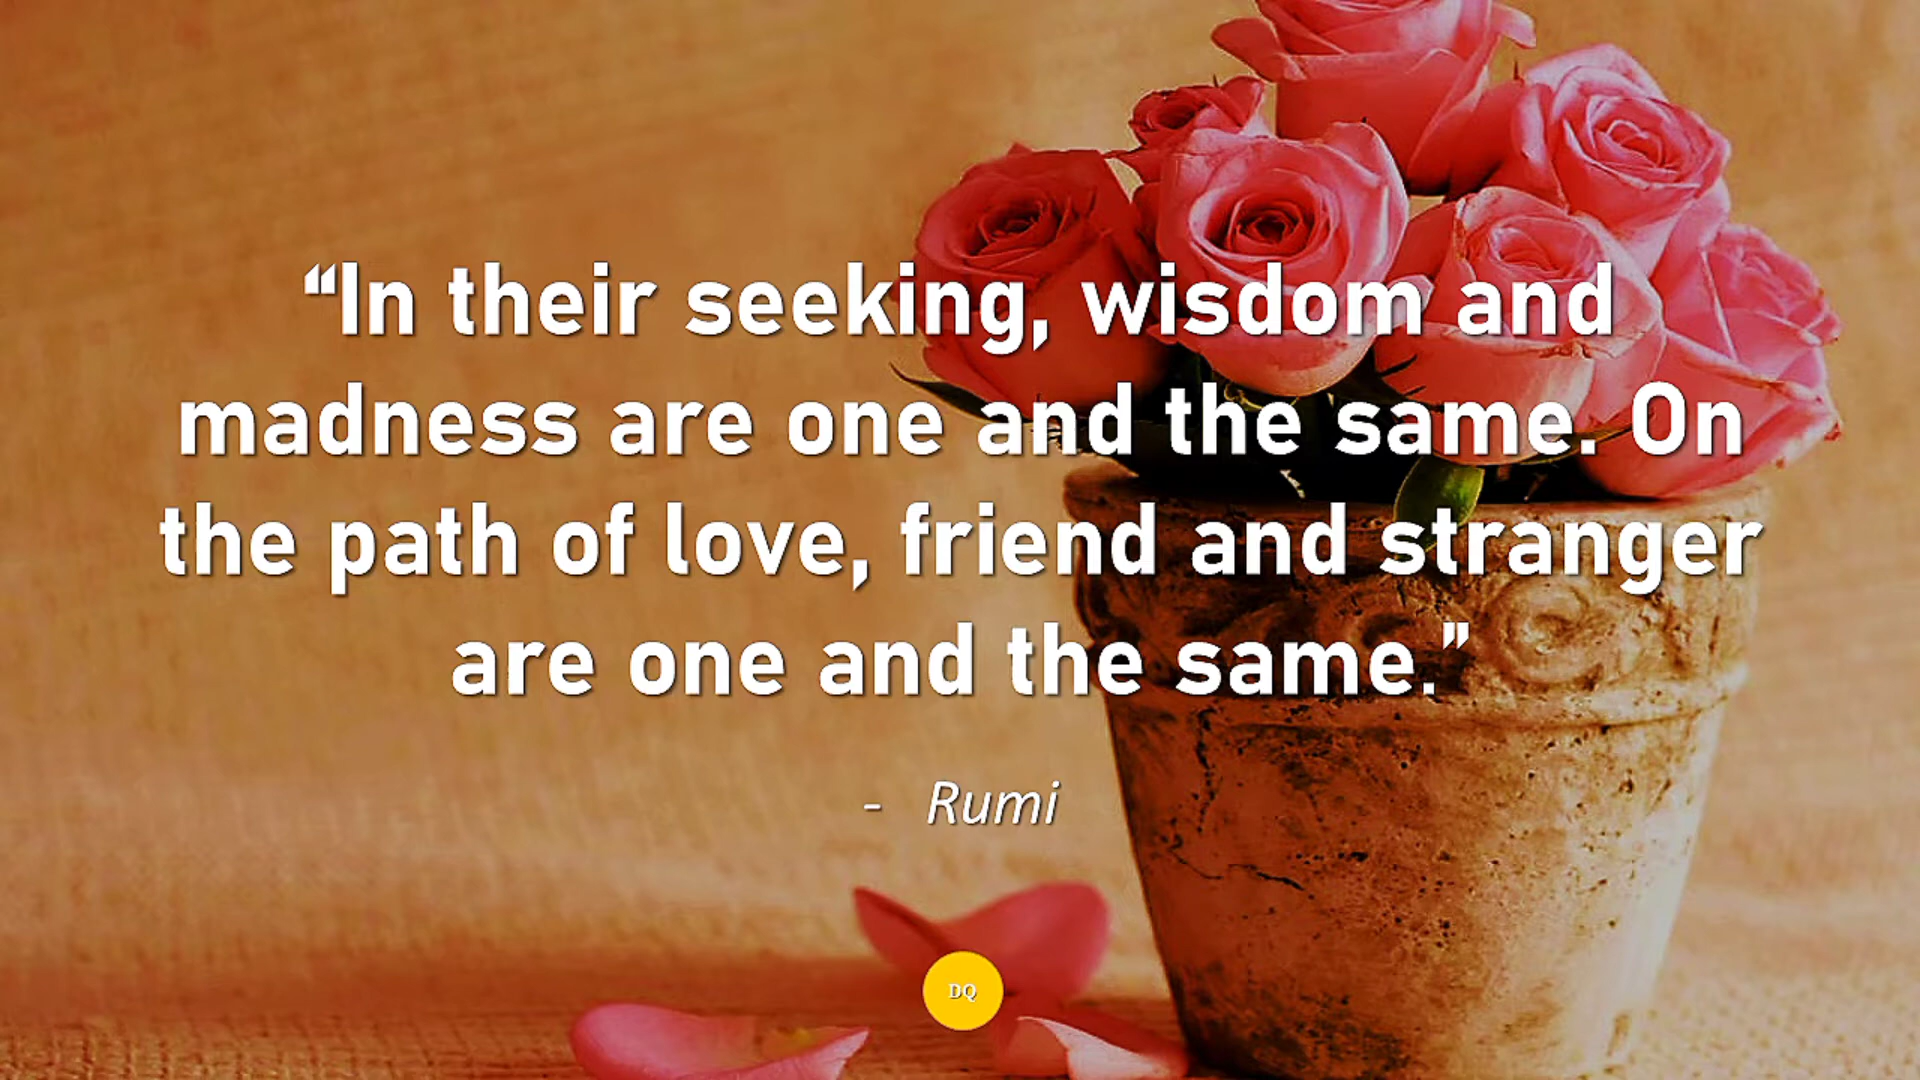 “In their seeking, wisdom and
madness are one and the same. On
the path of love, friend and stranger
are one and the same.”
- Rumi
DQ